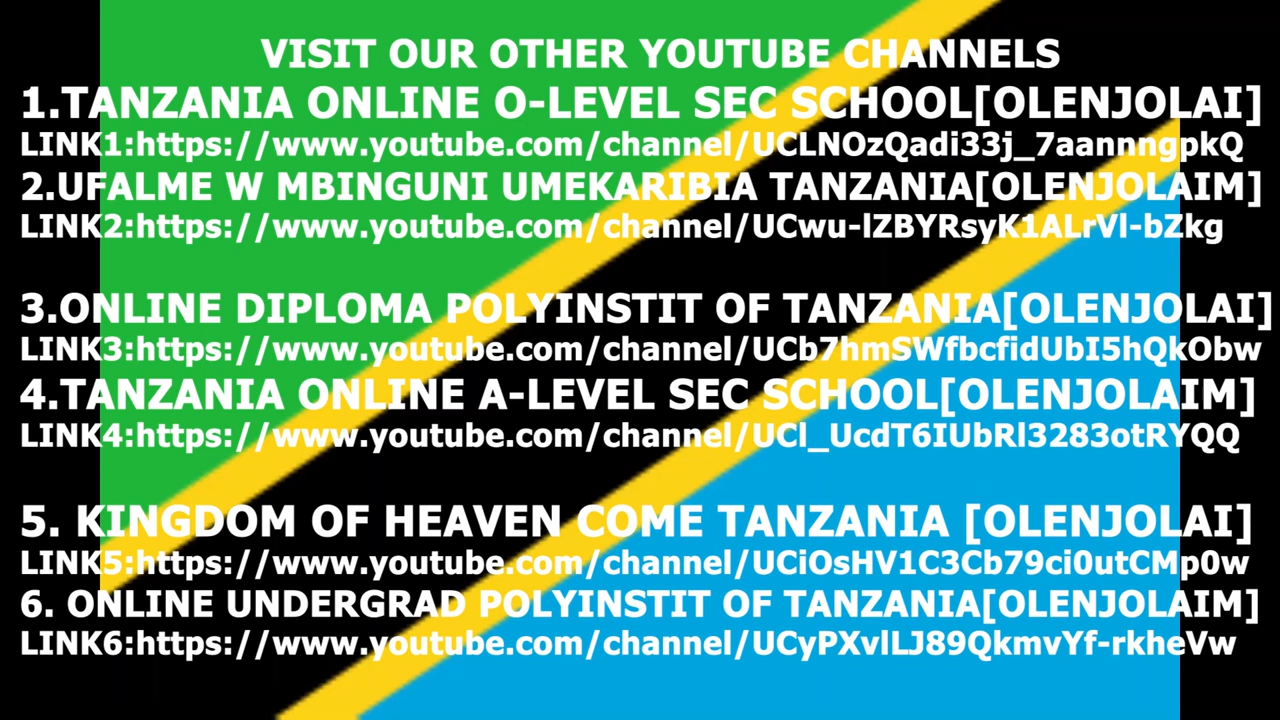 VISIT OUR OTHER YOUTUBE CHANNELS
1.TANZANIA ONLINE O-LEVEL SEC SCHOOL[OLENJOLAI]
LINK1:https://www.youtube.com/channel/UCLNOzQadi33j_7aannngpkQ
2.UFALME W MBINGUNI UMEKARIBIA TANZANIA[OLENJOLAIM]
LINK2:https://www.youtube.com/channel/UCwu-lZBYRsyK1ALrVl-bZkg
3.ONLINE DIPLOMA POLYINSTIT OF TANZANIA[OLENJOLAI]
LINK3:https://www.youtube.com/channel/UCb7hmSWfbcfidUbI5hQkObw
4.TANZANIA ONLINE A-LEVEL SEC SCHOOL[OLENJOLAIM]
LINK4:https://www.youtube.com/channel/UCl_UcdT6IUbRl3283otRYQQ
5. KINGDOM OF HEAVEN COME TANZANIA [OLENJOLAI]
LINK5:https://www.youtube.com/channel/UCiOsHV1C3Cb79ci0utCMp0w
6. ONLINE UNDERGRAD POLYINSTIT OF TANZANIA[OLENJOLAIM]
LINK6:https://www.youtube.com/channel/UCyPXvlLJ89QkmvYf-rkheVw